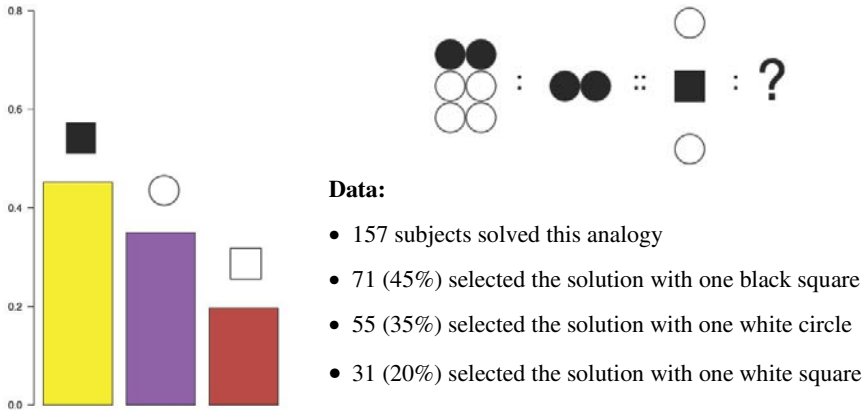 0.8
0.6
0.4
0.2
0.0
: :: : ?
Data:
• 157 subjects solved this analogy
• 71 (45%) selected the solution with one black square
• 55 (35%) selected the solution with one white circle
• 31 (20%) selected the solution with one white square